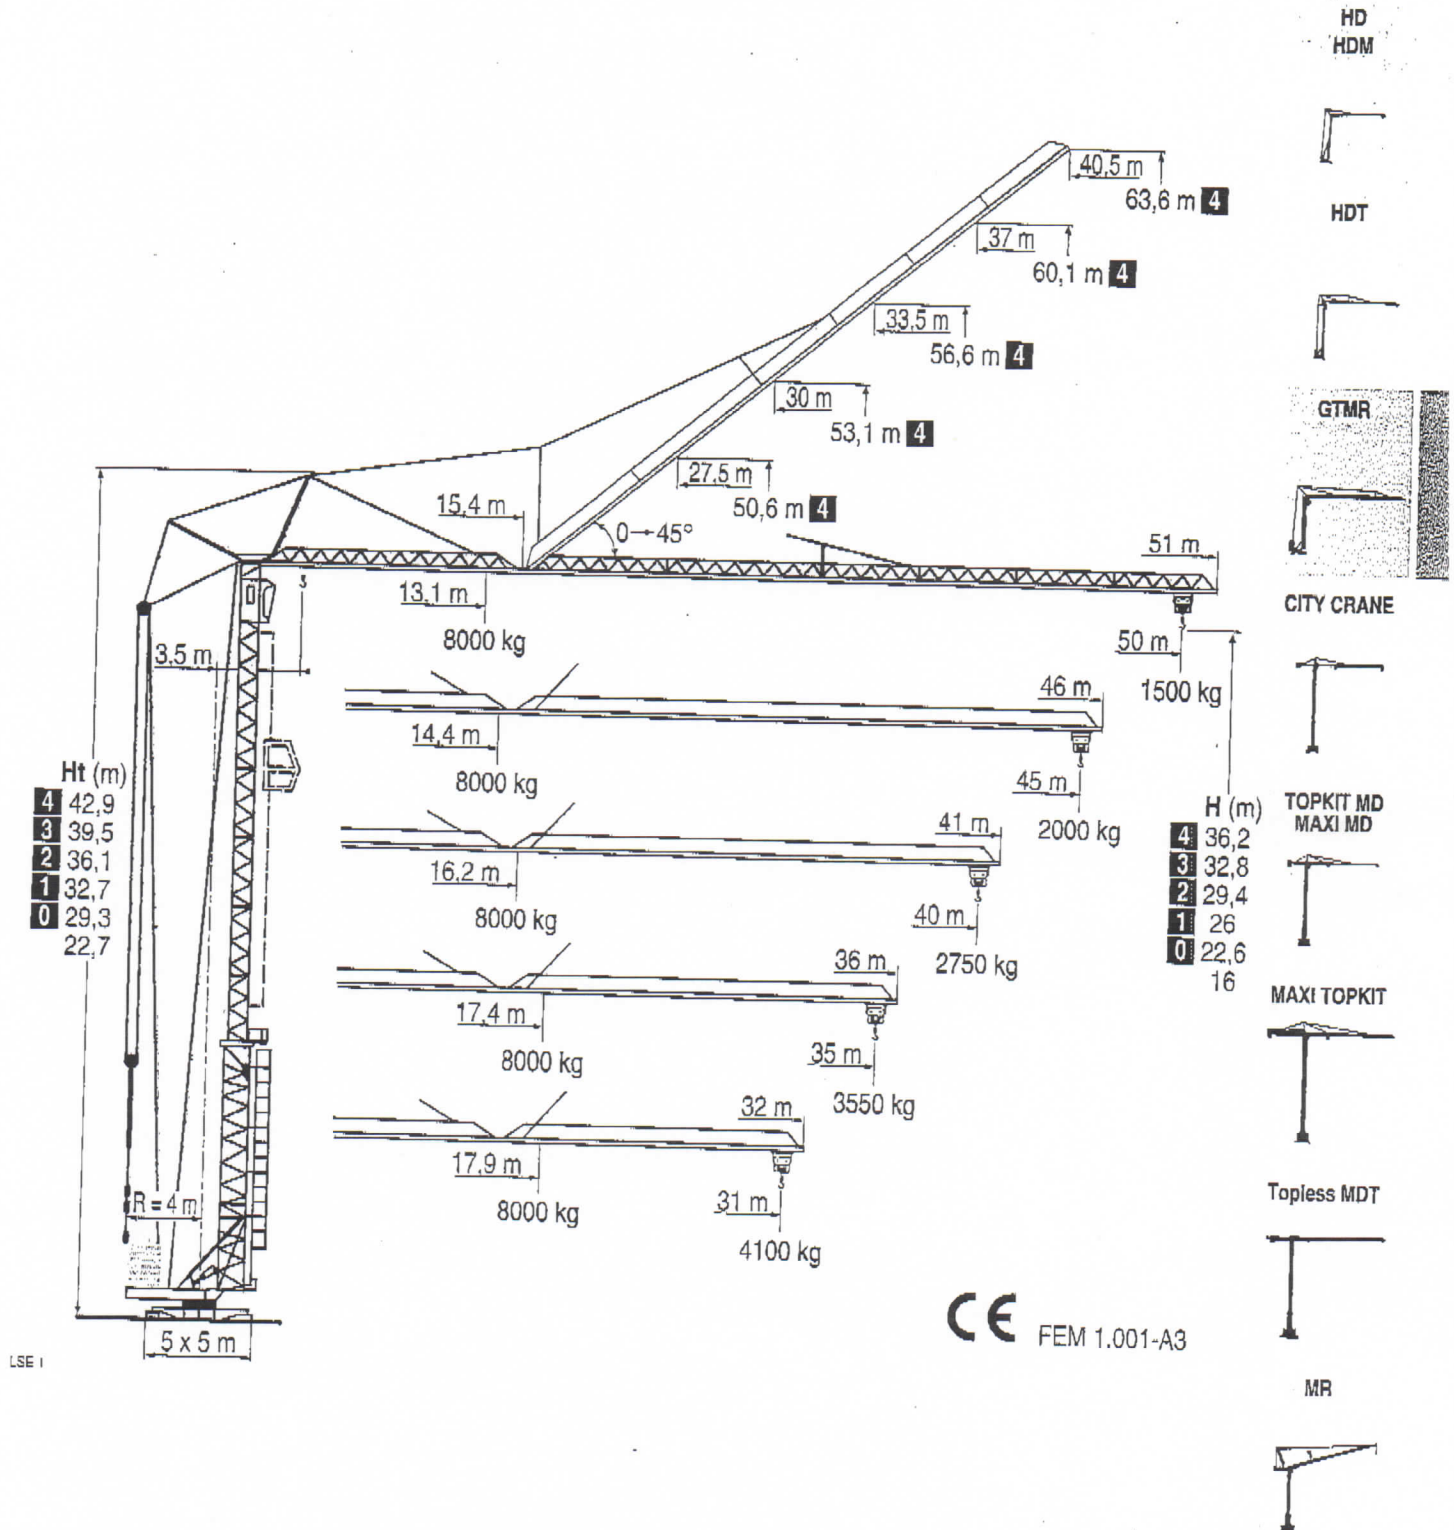 HD
HDM
HDT
GTMR
CITY CRANE
TOPKIT MD
MAXI MD
MAXI TOPKIT
Topless MDT
MR
40,5 m
63,6 m 4
37 m
60,1 m 4
33,5 m
56,6 m 4
30 m
53,1 m 4
27,5 m
50,6 m 4
15,4 m
0→45°
51 m
13,1 m
8000 kg
50 m
1500 kg
3,5 m
46 m
14,4 m
8000 kg
45 m
2000 kg
41 m
16,2 m
8000 kg
40 m
2750 kg
36 m
17,4 m
8000 kg
35 m
3550 kg
32 m
17,9 m
8000 kg
31 m
4100 kg
Ht (m)
4 42,9
3 39,5
2 36,1
1 32,7
0 29,3
22,7
H (m)
4 36,2
3 32,8
2 29,4
1 26
0 22,6
16
R = 4 m
5 x 5 m
CE FEM 1.001-A3